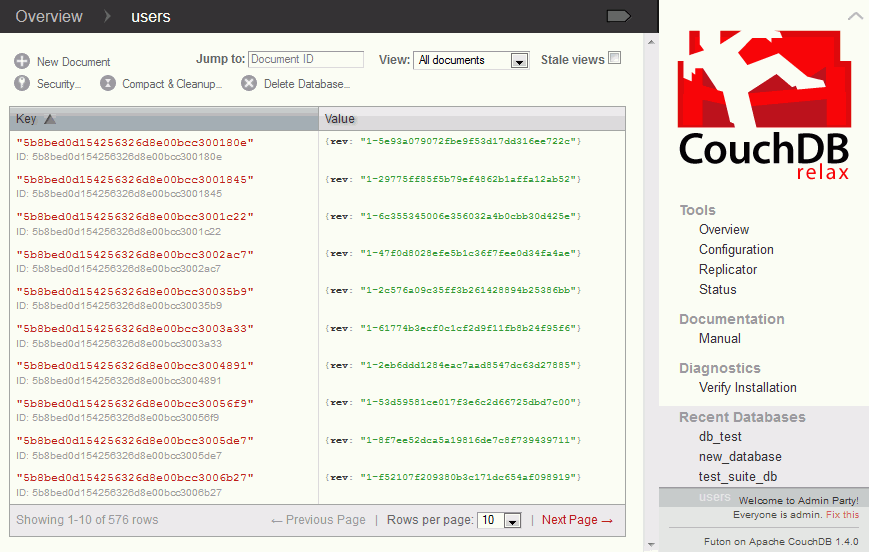 Overview users
New Document Jump to: Document ID View: All documents Stale views
Security... Compact & Cleanup... Delete Database...
Key Value
"5b8bed0d154256326d8e00bcc300180e" {rev: "1-5e93a079072fbe9f53d17dd316ee722c"}
ID: 5b8bed0d154256326d8e00bcc300180e
"5b8bed0d154256326d8e00bcc3001845" {rev: "1-29775ff85f5b79ef4862b1affa12ab52"}
ID: 5b8bed0d154256326d8e00bcc3001845
"5b8bed0d154256326d8e00bcc3001c22" {rev: "1-6c355345006e356032a4b0cbb30d425e"}
ID: 5b8bed0d154256326d8e00bcc3001c22
"5b8bed0d154256326d8e00bcc3002ac7" {rev: "1-47f0d8028efe5b1c36f7fee0d34fa4ae"}
ID: 5b8bed0d154256326d8e00bcc3002ac7
"5b8bed0d154256326d8e00bcc30035b9" {rev: "1-2c576a09c35ff3b261428894b25386bb"}
ID: 5b8bed0d154256326d8e00bcc30035b9
"5b8bed0d154256326d8e00bcc3003a33" {rev: "1-61774b3ecf0c1cf2d9f11fb8b24f95f6"}
ID: 5b8bed0d154256326d8e00bcc3003a33
"5b8bed0d154256326d8e00bcc3004891" {rev: "1-2eb6ddd1284eac7aad8547dc63d27885"}
ID: 5b8bed0d154256326d8e00bcc3004891
"5b8bed0d154256326d8e00bcc30056f9" {rev: "1-53d59581ce017f3e6c2d66725dbd7c00"}
ID: 5b8bed0d154256326d8e00bcc30056f9
"5b8bed0d154256326d8e00bcc3005de7" {rev: "1-8f7ee52dca5a19816de7c8f739439711"}
ID: 5b8bed0d154256326d8e00bcc3005de7
"5b8bed0d154256326d8e00bcc3006b27" {rev: "1-f52107f209380b3c171dc654af098919"}
ID: 5b8bed0d154256326d8e00bcc3006b27
Showing 1-10 of 576 rows ← Previous Page | Rows per page: 10 | Next Page →
CouchDB
relax
Tools
Overview
Configuration
Replicator
Status
Documentation
Manual
Diagnostics
Verify Installation
Recent Databases
db_test
new_database
test_suite_db
users
Welcome to Admin Party!
Everyone is admin. Fix this
Futon on Apache CouchDB 1.4.0